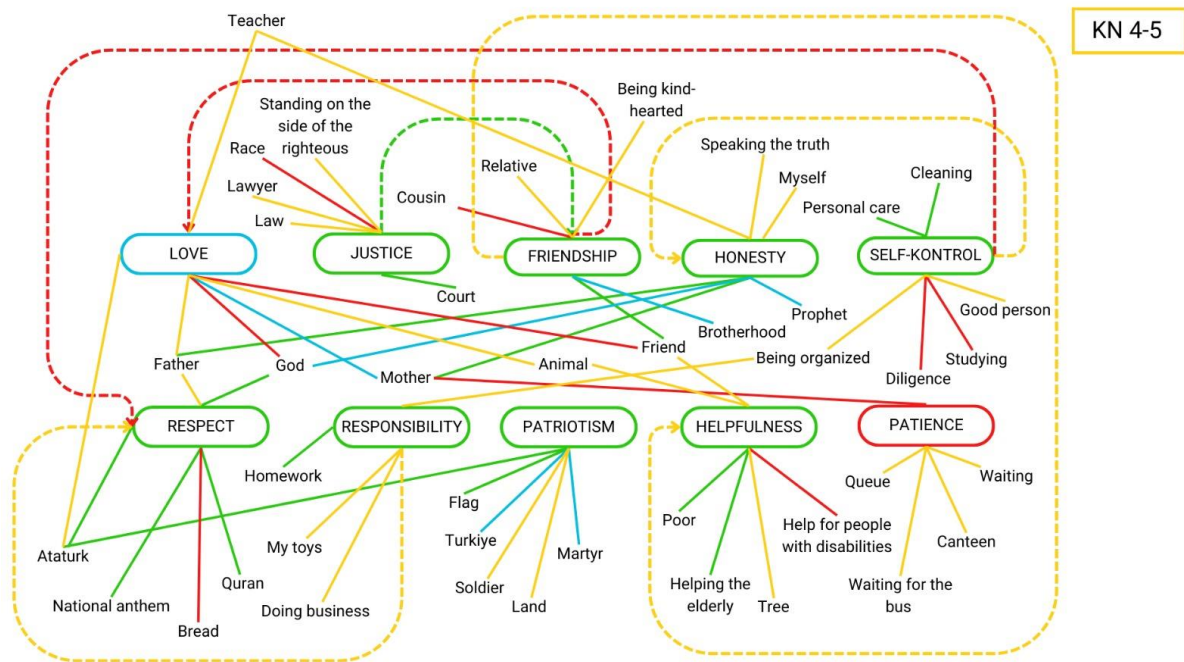 Teacher
KN 4-5
Being kind-
hearted
Standing on the
side of the
righteous
Race
Lawyer
Law
Relative
Cousin
Speaking the truth
Myself
Cleaning
Personal care
LOVE
JUSTICE
FRIENDSHIP
HONESTY
SELF-KONTROL
Court
Brotherhood
Prophet
Good person
Father
God
Mother
Animal
Friend
Being organized
Studying
Diligence
RESPECT
RESPONSIBILITY
PATRIOTISM
HELPFULNESS
PATIENCE
Homework
Flag
Queue
Waiting
Ataturk
National anthem
Bread
Quran
My toys
Doing business
Turkiye
Soldier
Land
Martyr
Poor
Helping the
elderly
Tree
Help for people
with disabilities
Waiting for the
bus
Canteen